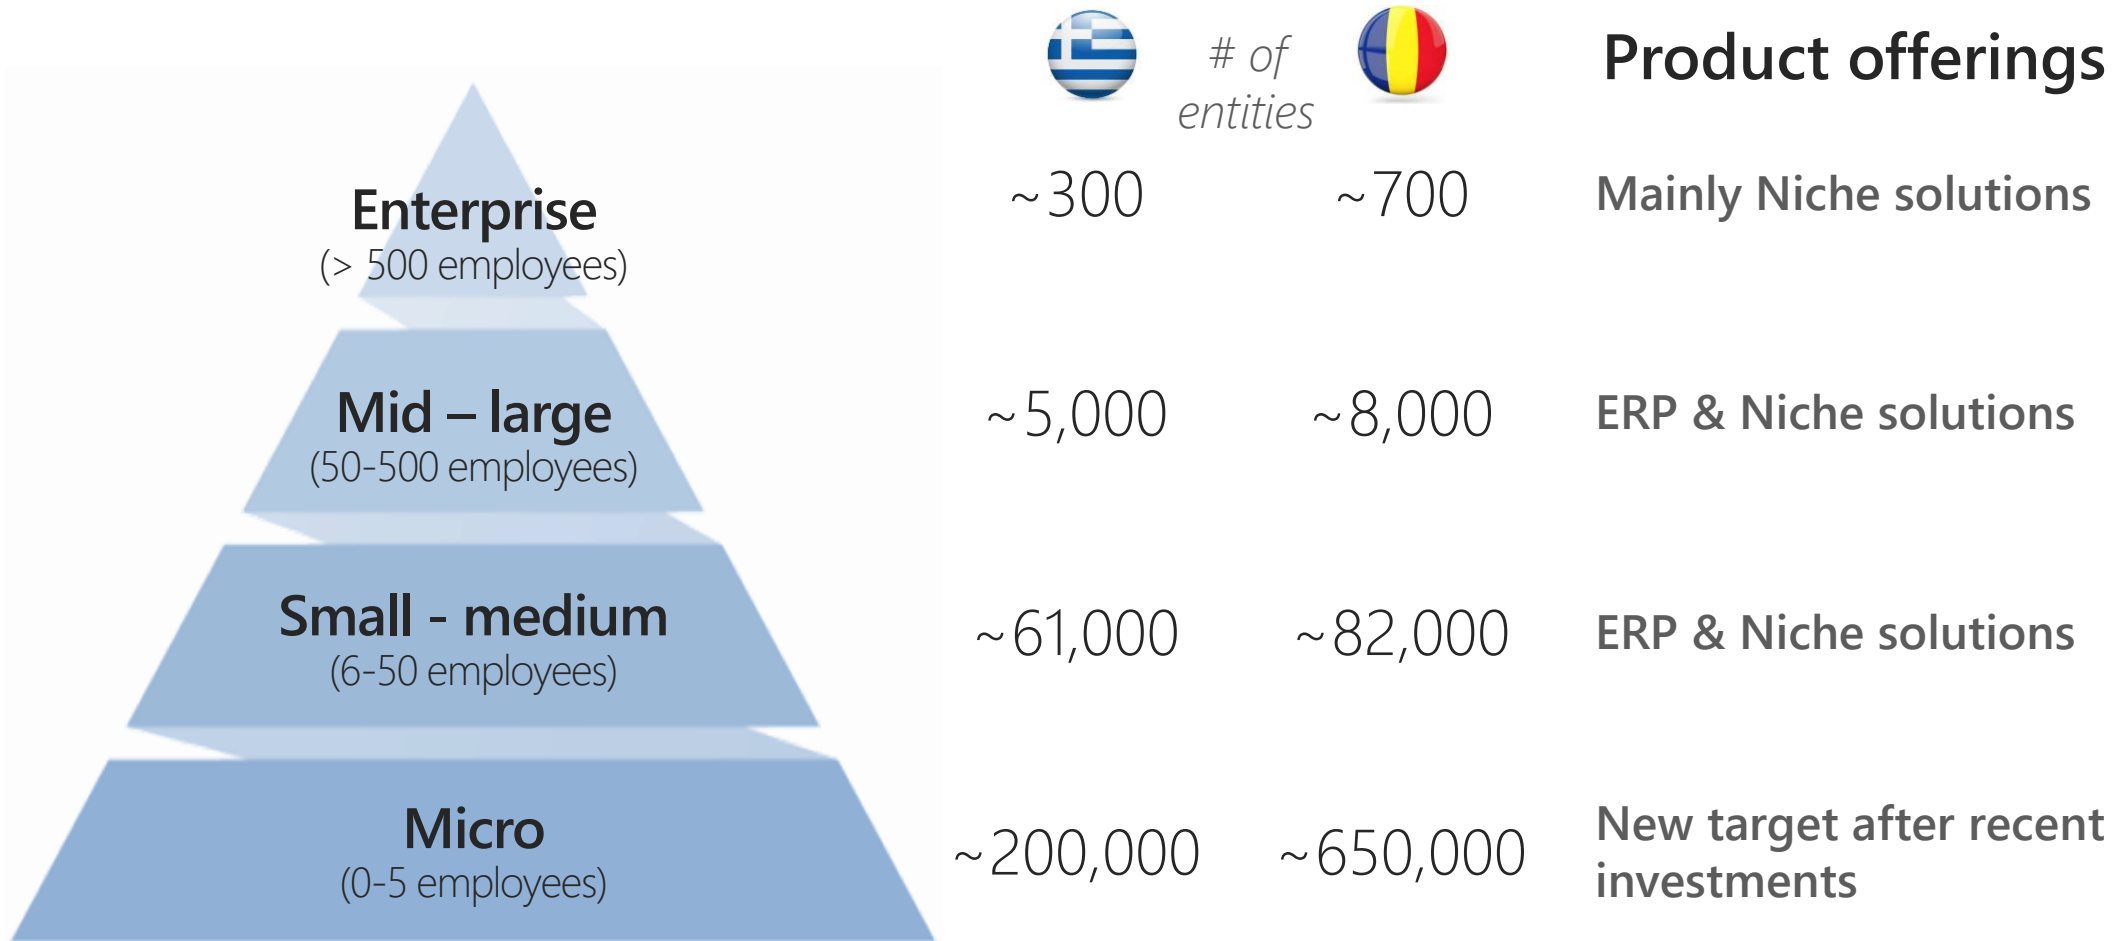 # of
entities
Product offerings
Enterprise
(> 500 employees)
~300
~700
Mainly Niche solutions
Mid – large
(50-500 employees)
~5,000
~8,000
ERP & Niche solutions
Small - medium
(6-50 employees)
~61,000
~82,000
ERP & Niche solutions
Micro
(0-5 employees)
~200,000
~650,000
New target after recent
investments